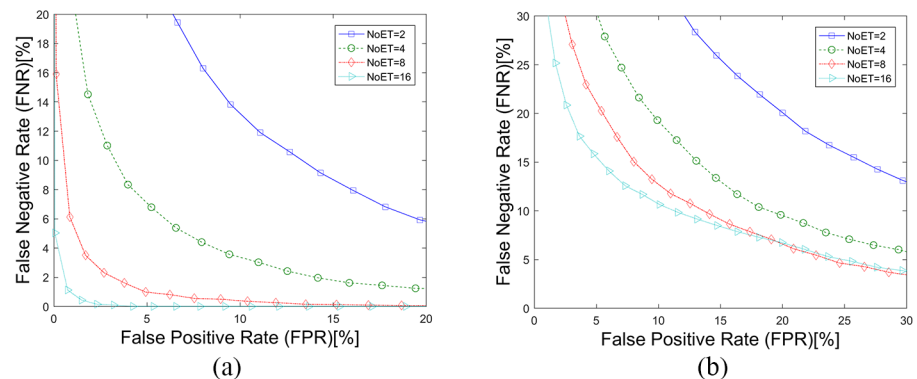 20
18
16
14
12
10
8
6
4
2
0
False Negative Rate (FNR)[%]
NoET=2
NoET=4
NoET=8
NoET=16
0 5 10 15 20
False Positive Rate (FPR)[%]
(a)
30
25
20
15
10
5
0
False Negative Rate (FNR)[%]
NoET=2
NoET=4
NoET=8
NoET=16
0 5 10 15 20 25 30
False Positive Rate (FPR)[%]
(b)